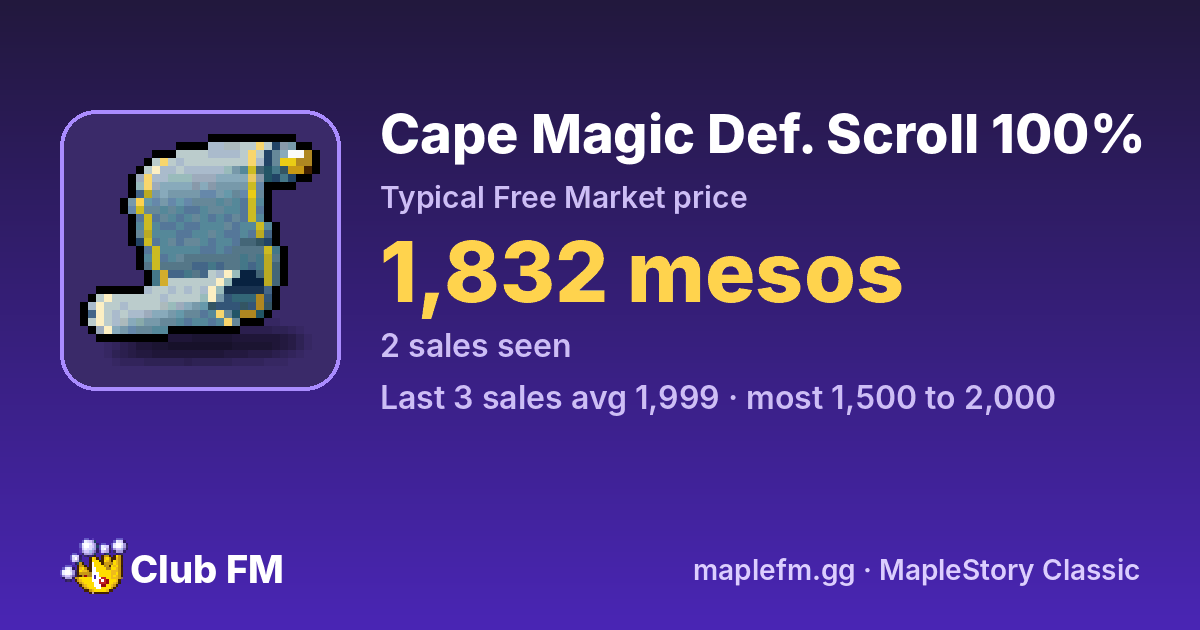 Cape Magic Def. Scroll 100%
Typical Free Market price
1,832 mesos
2 sales seen
Last 3 sales avg 1,999 · most 1,500 to 2,000
Club FM
maplefm.gg · MapleStory Classic